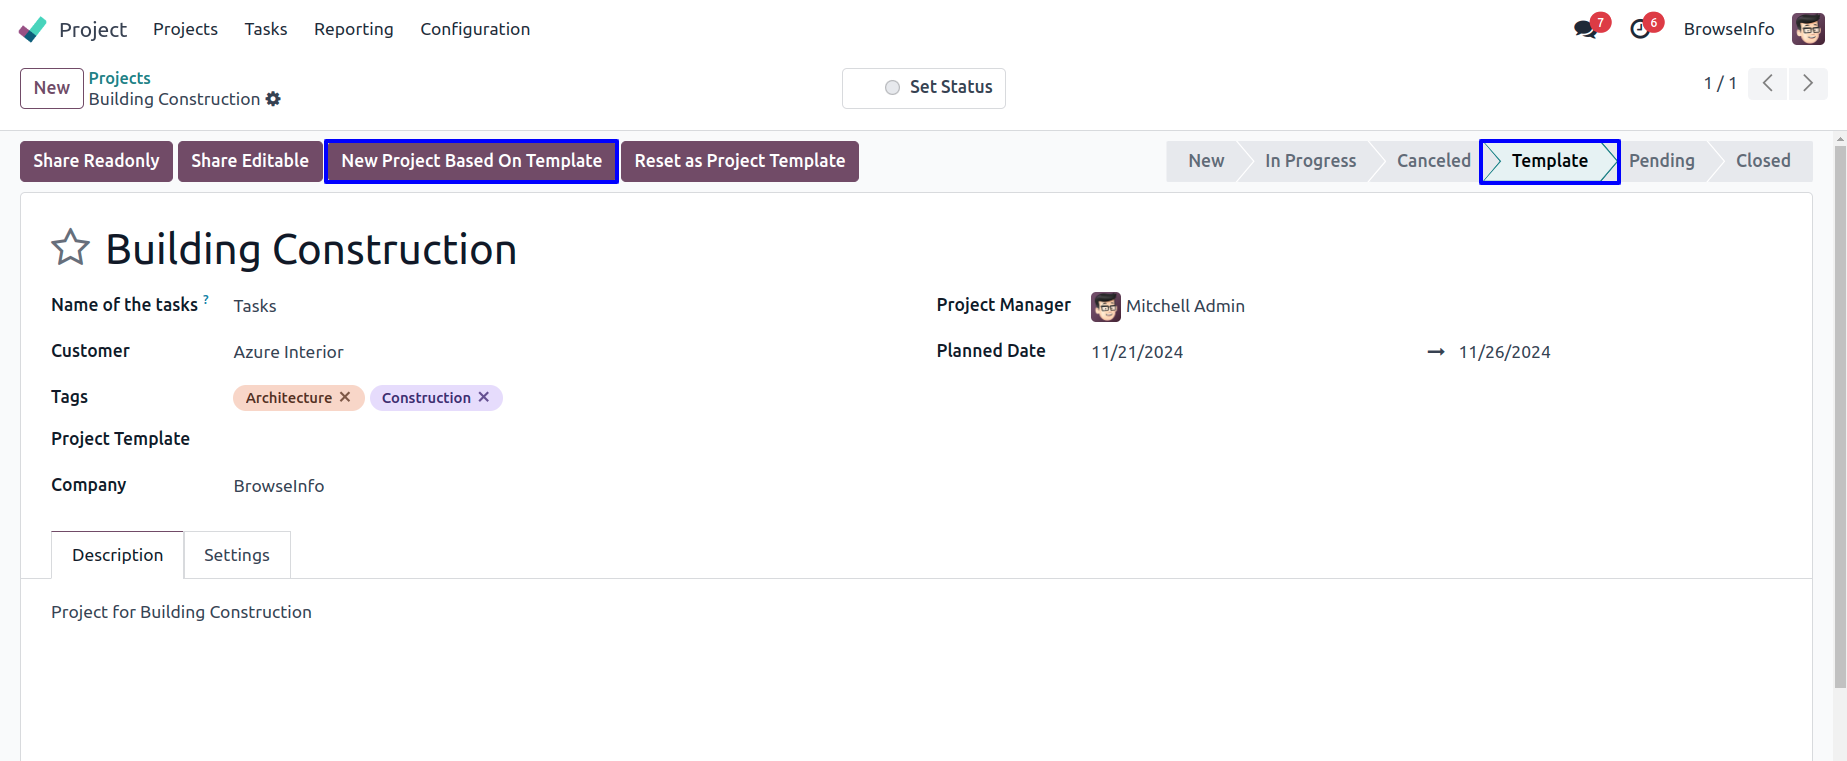 Project Projects Tasks Reporting Configuration 7 6 BrowseInfo
New Projects
Building Construction
Set Status
1 / 1
Share Readonly Share Editable New Project Based On Template Reset as Project Template New In Progress Canceled Template Pending Closed
Building Construction
Name of the tasks ? Tasks Project Manager Mitchell Admin
Customer Azure Interior Planned Date 11/21/2024 → 11/26/2024
Tags Architecture ✕ Construction ✕
Project Template
Company BrowseInfo
Description Settings
Project for Building Construction